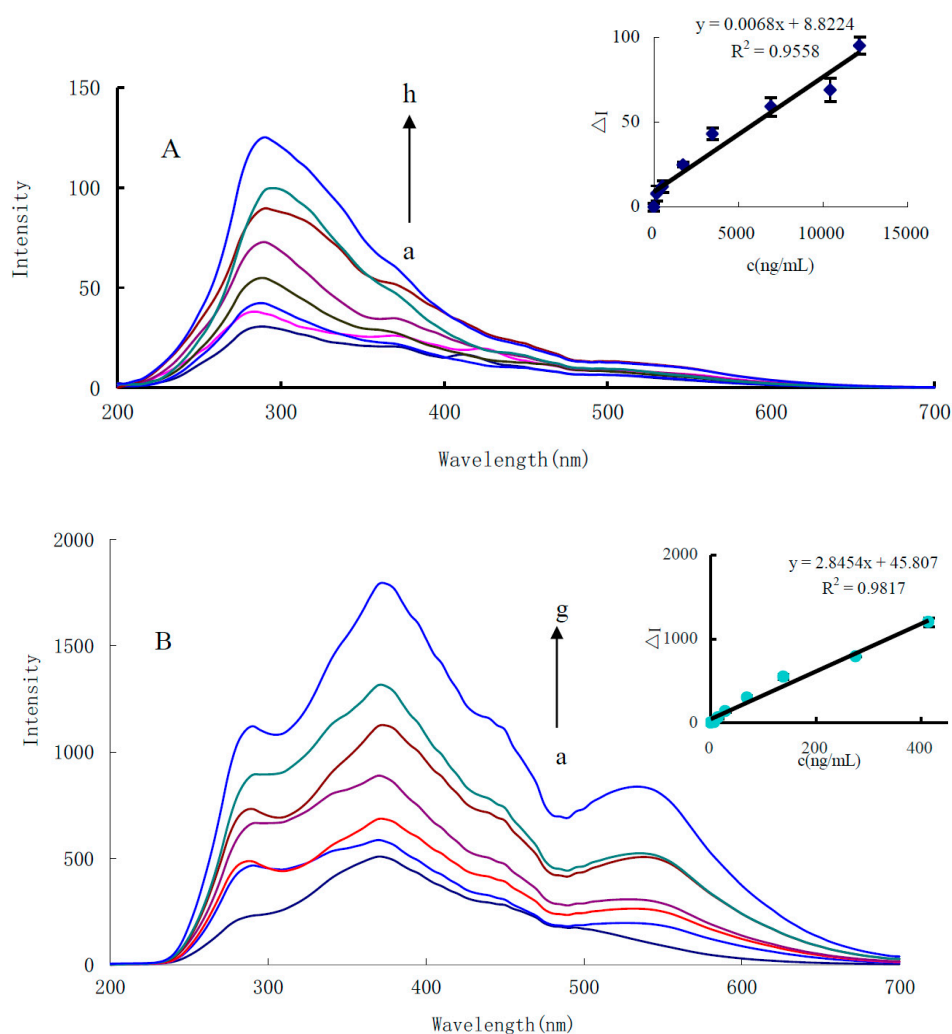 y = 0.0068x + 8.8224
R² = 0.9558
100
50
0
△I
0 5000 10000 15000
c(ng/mL)
150
100
50
0
Intensity
A
h
a
200 300 400 500 600 700
Wavelength(nm)
y = 2.8454x + 45.807
R² = 0.9817
2000
1000
0
△I
0 200 400
c(ng/mL)
2000
1500
1000
500
0
Intensity
B
g
a
200 300 400 500 600 700
Wavelength(nm)